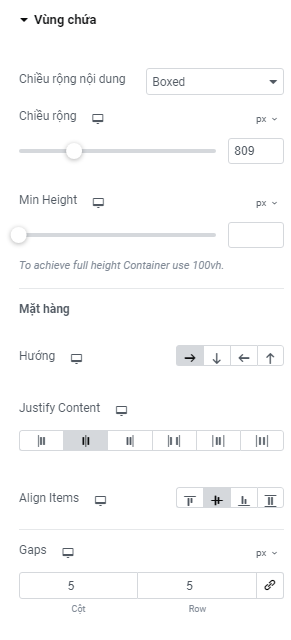 Vùng chứa
Chiều rộng nội dung Boxed
Chiều rộng px
809
Min Height px
To achieve full height Container use 100vh.
Mặt hàng
Hướng
Justify Content
Align Items
Gaps px
5 5
Cột Row